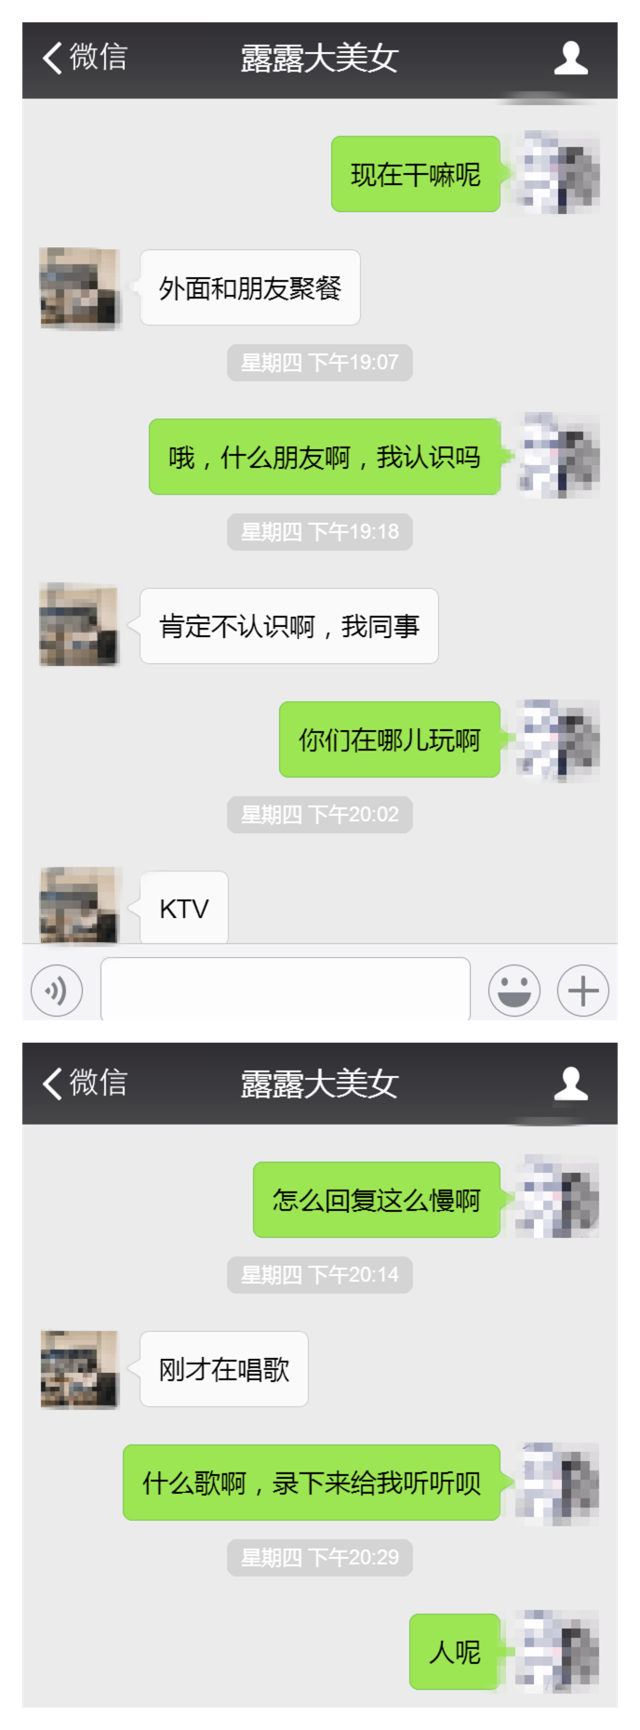 微信
露露大美女
现在干嘛呢
外面和朋友聚餐
星期四 下午19:07
哦，什么朋友啊，我认识吗
星期四 下午19:18
肯定不认识啊，我同事
你们在哪儿玩啊
星期四 下午20:02
KTV
微信
露露大美女
怎么回复这么慢啊
星期四 下午20:14
刚才在唱歌
什么歌啊，录下来给我听听呗
星期四 下午20:29
人呢